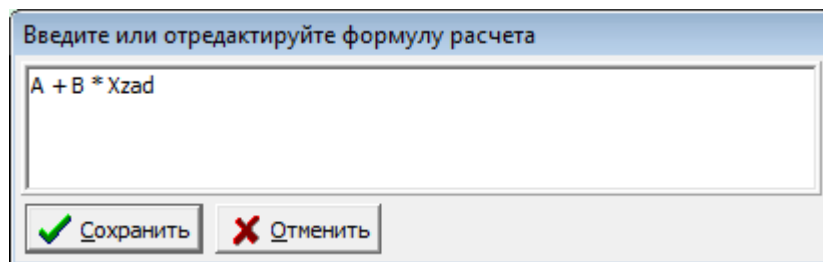 Введите или отредактируйте формулу расчета
A + B * Xzad
Сохранить Отменить